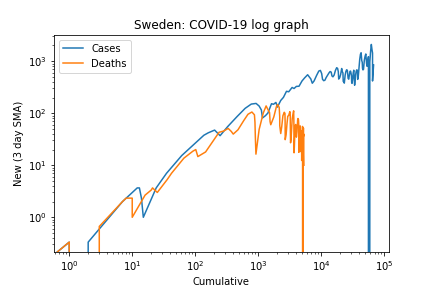 Sweden: COVID-19 log graph
Cases
Deaths
New (3 day SMA)
10³
10²
10¹
10⁰
10⁰ 10¹ 10² 10³ 10⁴ 10⁵
Cumulative